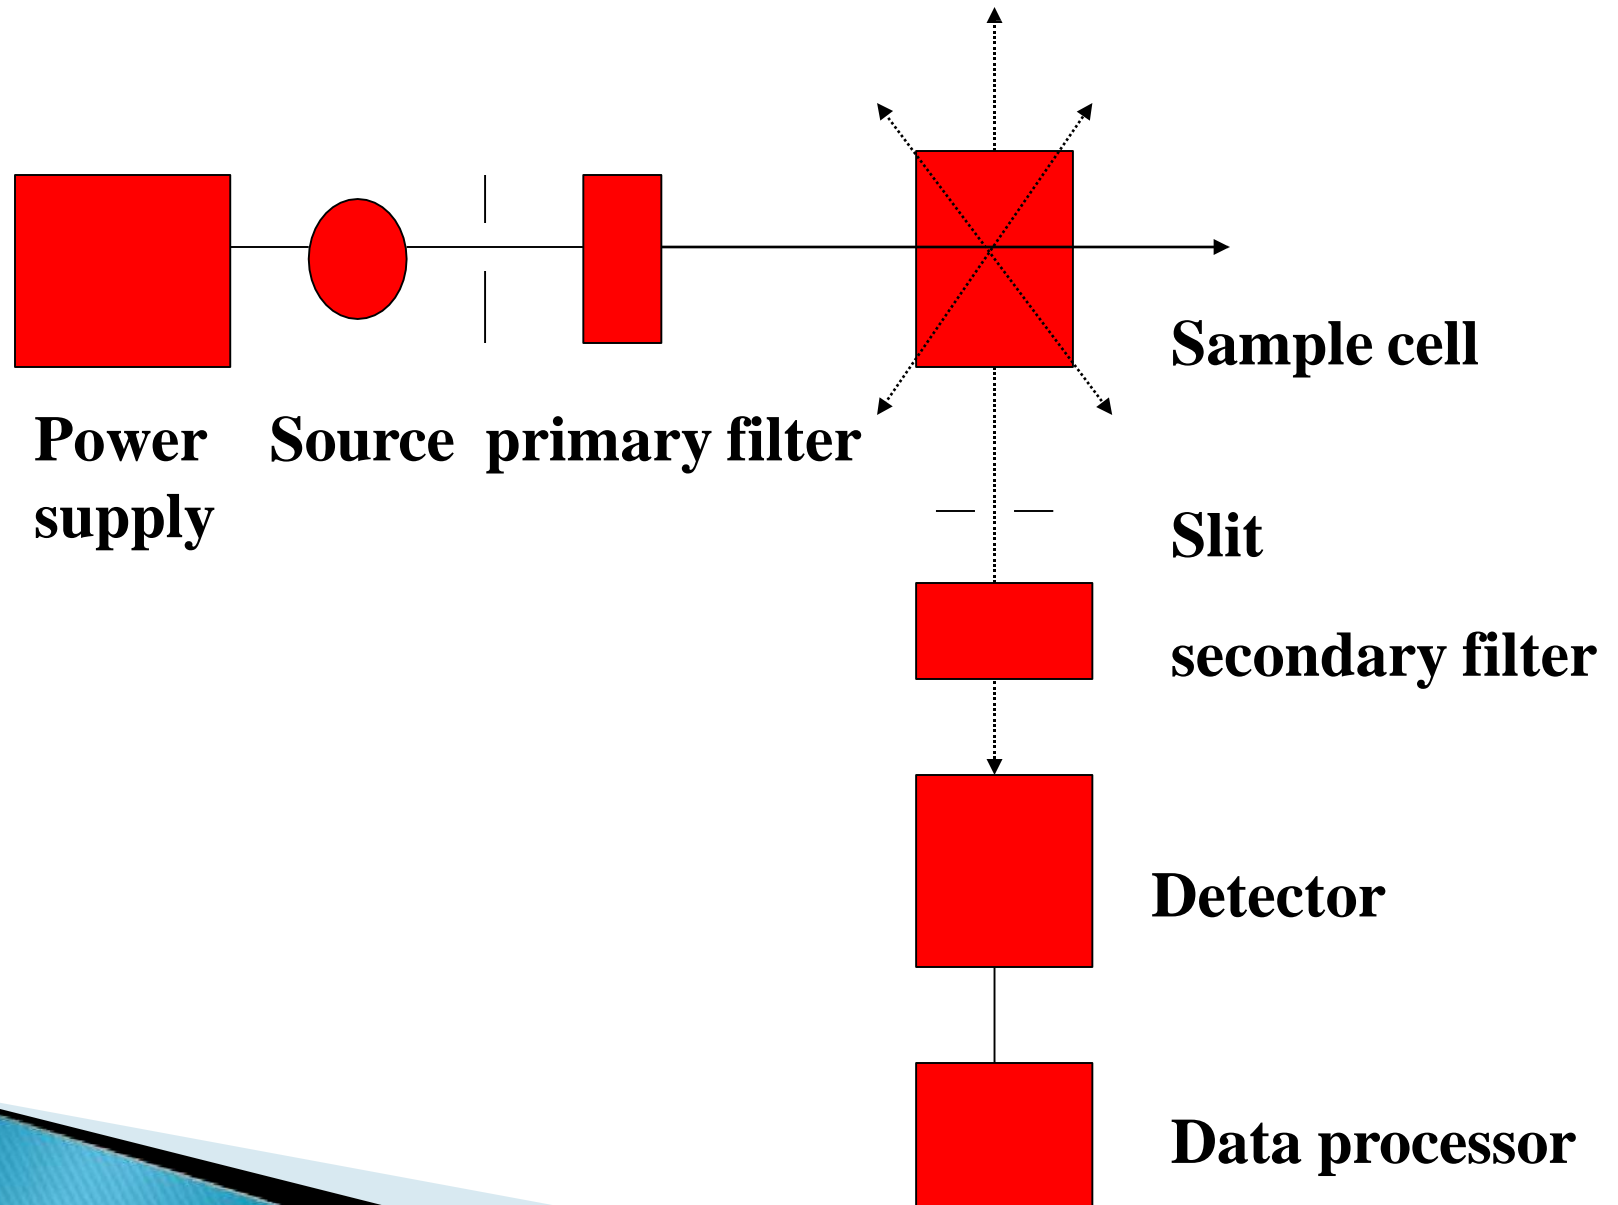 Sample cell
Power Source primary filter
supply
Slit
secondary filter
Detector
Data processor